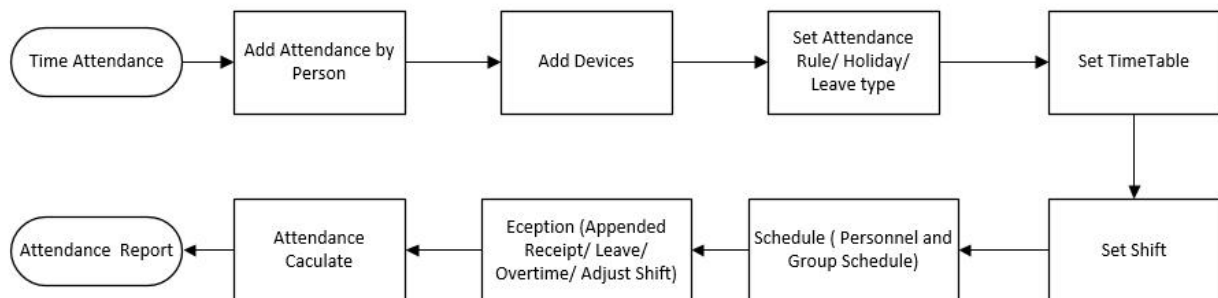 Time Attendance
Add Attendance by
Person
Add Devices
Set Attendance
Rule/ Holiday/
Leave type
Set TimeTable
Set Shift
Schedule ( Personnel and
Group Schedule)
Eception (Appended
Receipt/ Leave/
Overtime/ Adjust Shift)
Attendance
Caculate
Attendance  Report